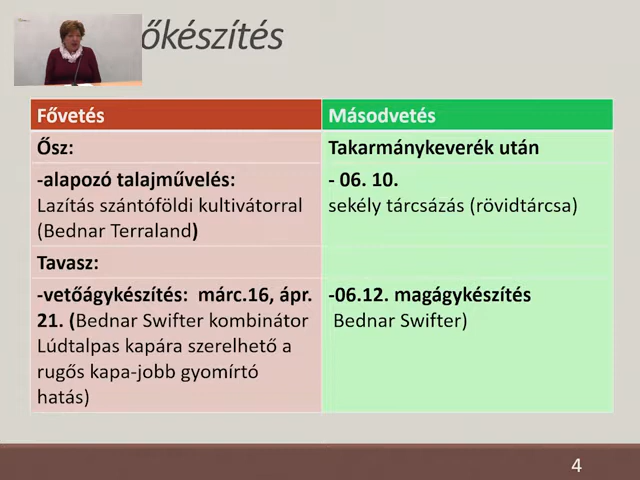 őkészítés
Fővetés
Másodvetés
Ősz:
Takarmánykeverék után
-alapozó talajművelés:
Lazítás szántóföldi kultivátorral
(Bednar Terraland)
- 06. 10.
sekély tárcsázás (rövidtárcsa)
Tavasz:
-vetőágykészítés: márc.16, ápr.
21. (Bednar Swifter kombinátor
Lúdtalpas kapára szerelhető a
rugós kapa-jobb gyomírtó
hatás)
-06.12. magágykészítés
Bednar Swifter)
4